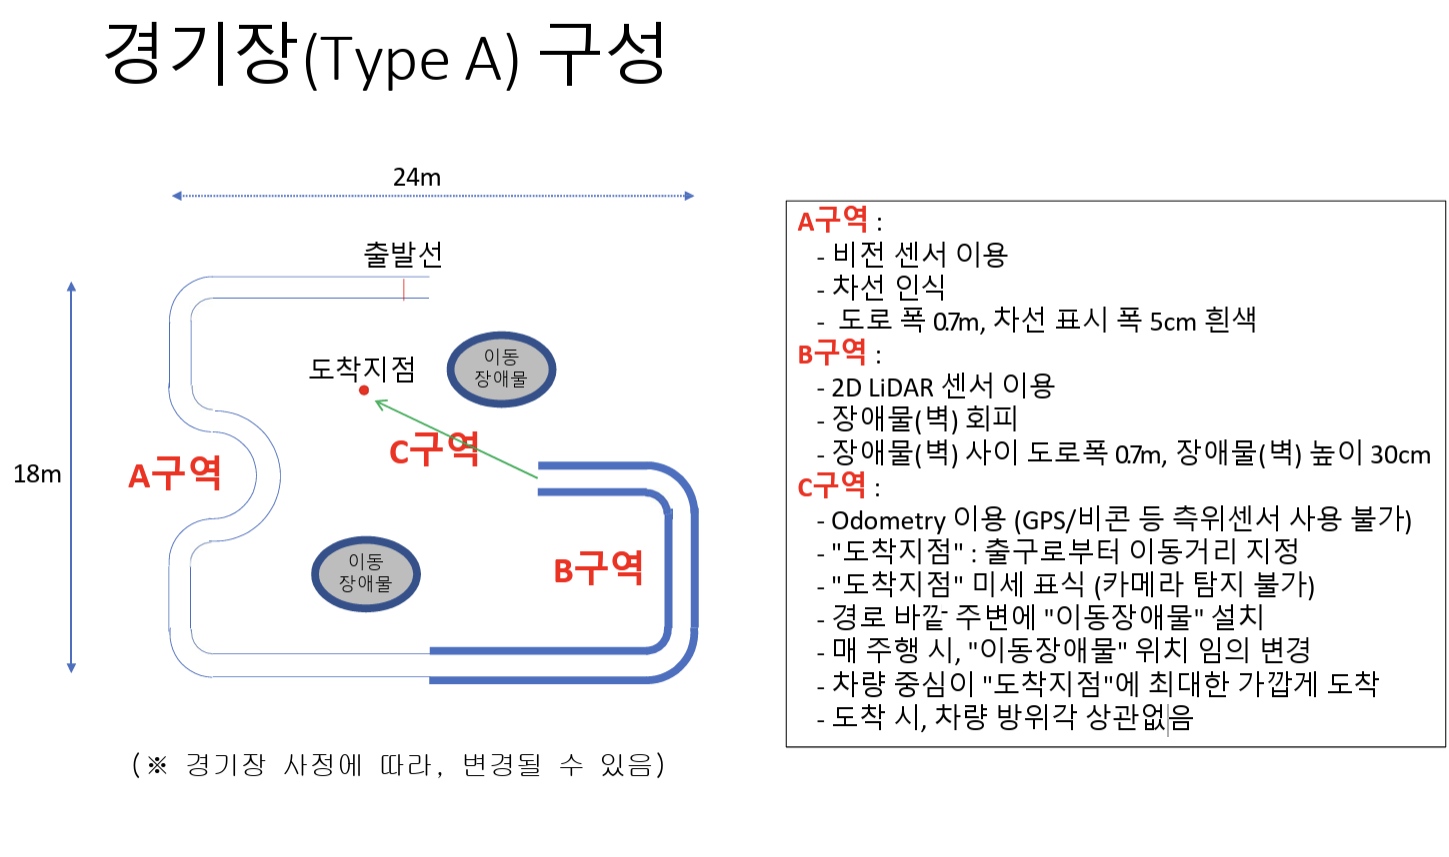 경기장(Type A) 구성
24m
출발선
이동
장애물
도착지점
C구역
A구역
18m
B구역
이동
장애물
(※ 경기장 사정에 따라, 변경될 수 있음)
A구역 :
- 비전 센서 이용
- 차선 인식
- 도로 폭 0.7m, 차선 표시 폭 5cm 흰색
B구역 :
- 2D LiDAR 센서 이용
- 장애물(벽) 회피
- 장애물(벽) 사이 도로폭 0.7m, 장애물(벽) 높이 30cm
C구역 :
- Odometry 이용 (GPS/비콘 등 측위센서 사용 불가)
- "도착지점" : 출구로부터 이동거리 지정
- "도착지점" 미세 표식 (카메라 탐지 불가)
- 경로 바깥 주변에 "이동장애물" 설치
- 매 주행 시, "이동장애물" 위치 임의 변경
- 차량 중심이 "도착지점"에 최대한 가깝게 도착
- 도착 시, 차량 방위각 상관없음